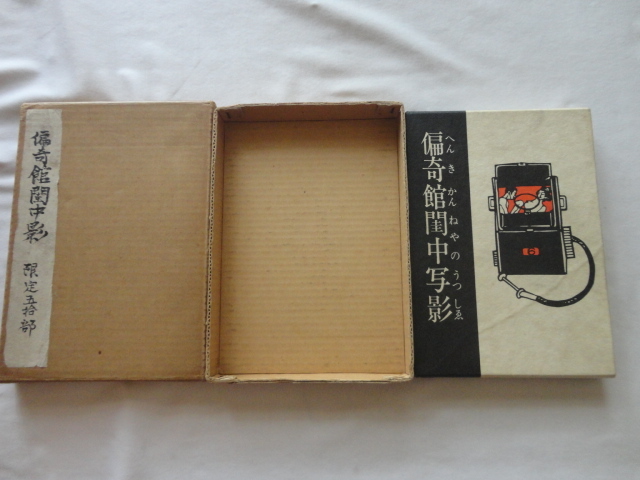 偏奇館閨中影
限定五拾部
偏奇館閨中写影
へんきかんねやのうつしゑ